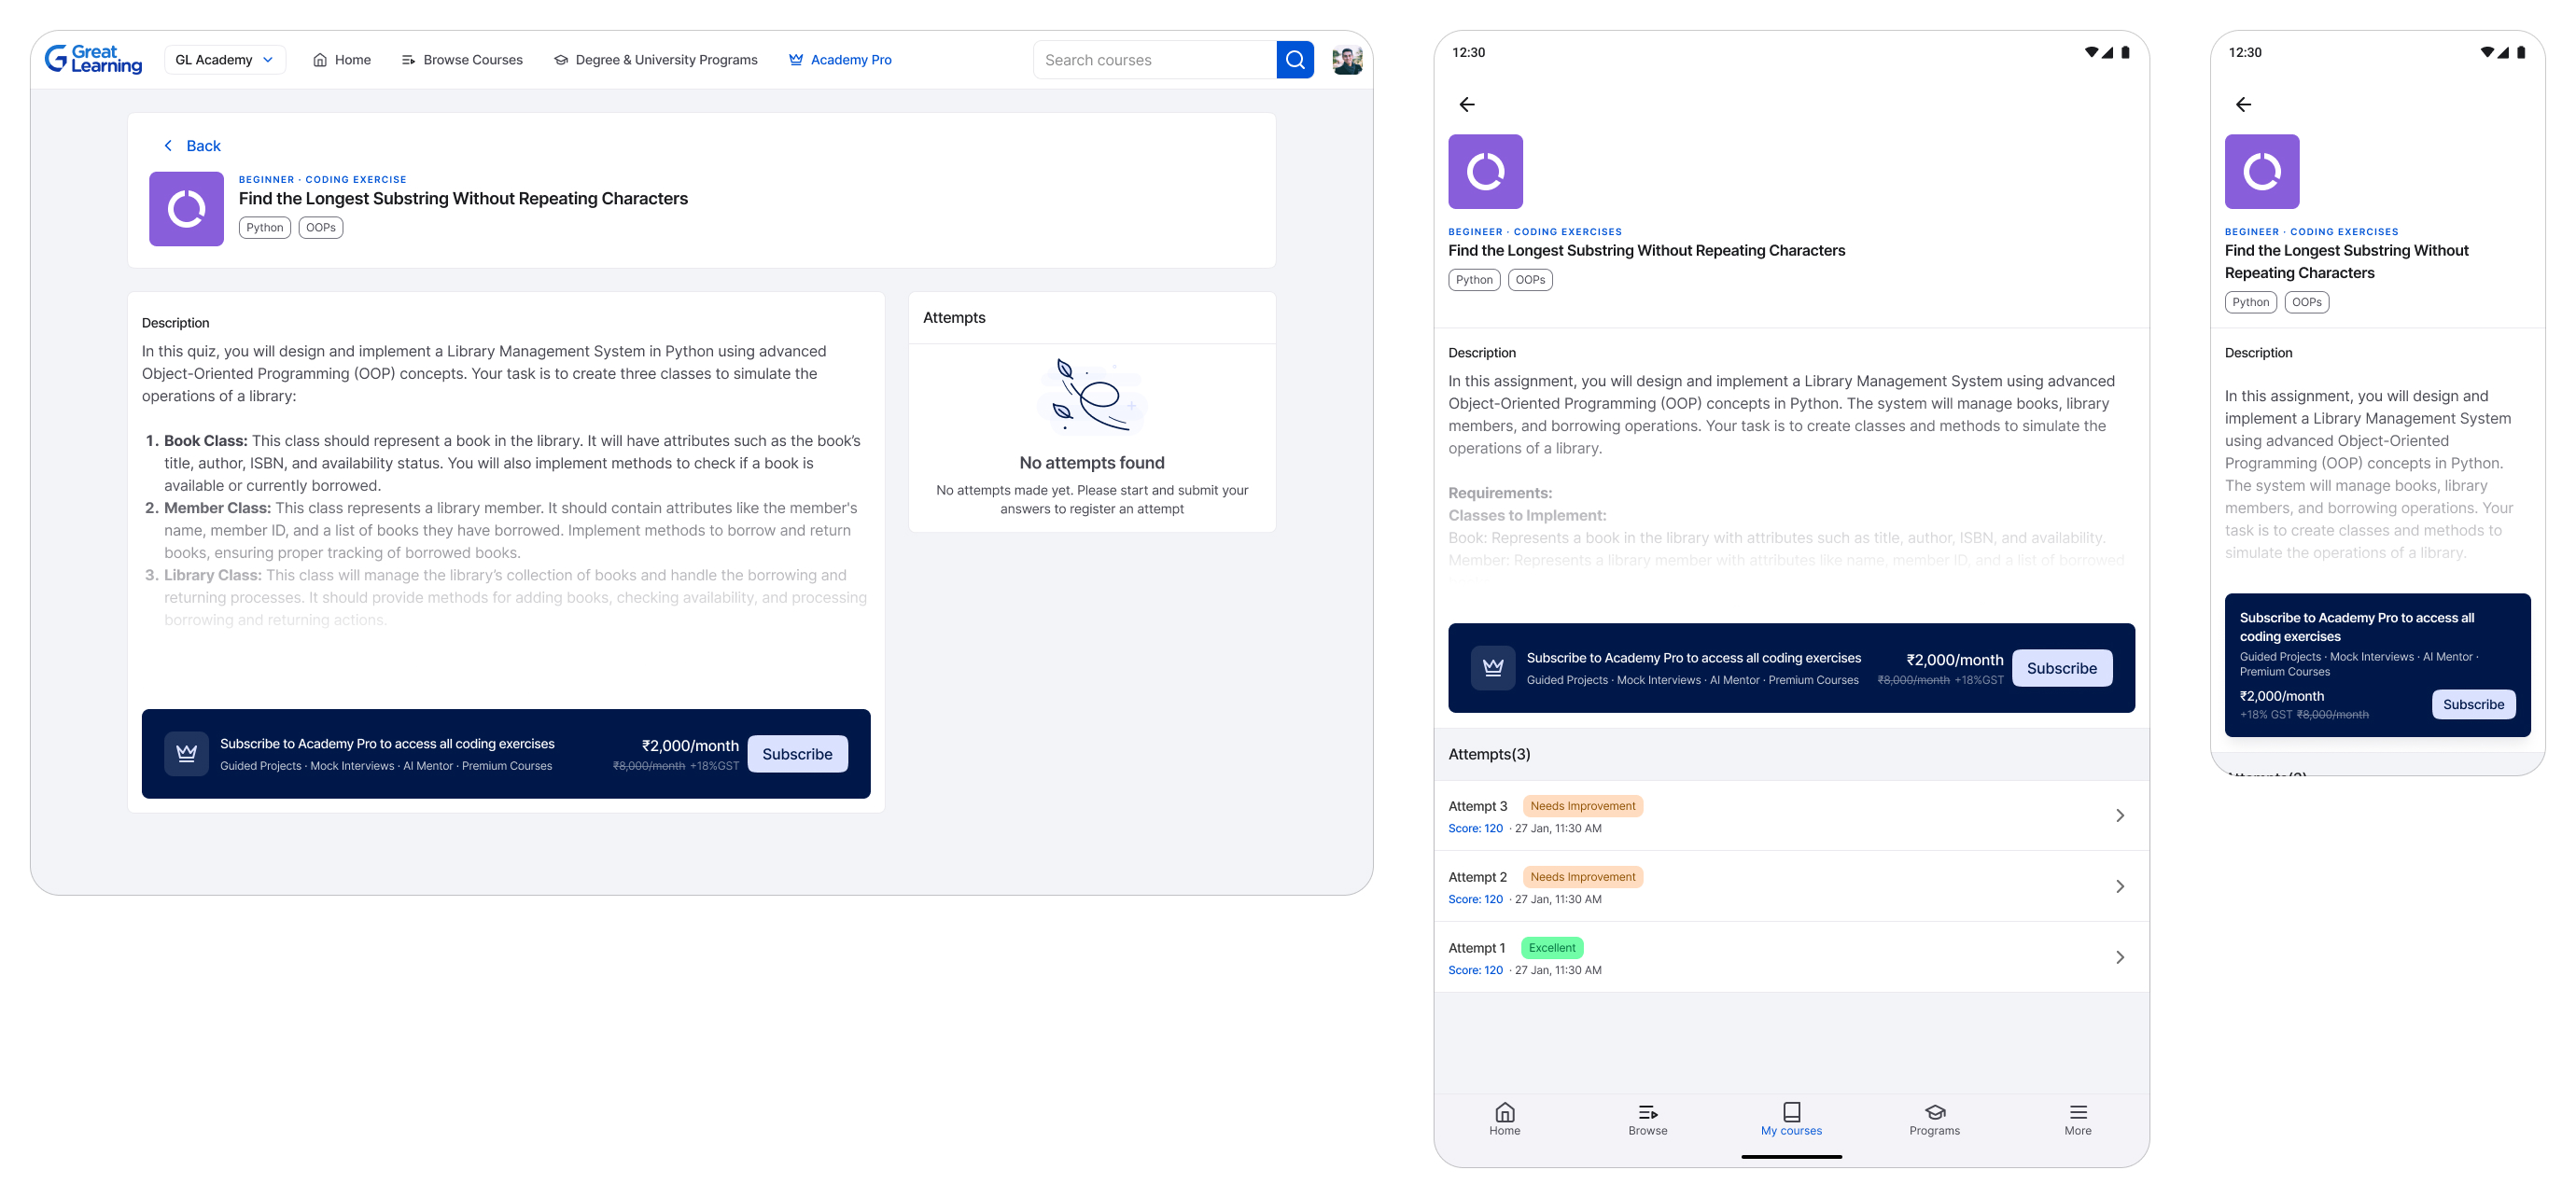 Great Learning
GL Academy
Home
Browse Courses
Degree & University Programs
Academy Pro
Search courses
Back
BEGINNER · CODING EXERCISE
Find the Longest Substring Without Repeating Characters
Python
OOPs
Description
In this quiz, you will design and implement a Library Management System in Python using advanced
Object-Oriented Programming (OOP) concepts. Your task is to create three classes to simulate the
operations of a library:
1. Book Class: This class should represent a book in the library. It will have attributes such as the book’s
title, author, ISBN, and availability status. You will also implement methods to check if a book is
available or currently borrowed.
2. Member Class: This class represents a library member. It should contain attributes like the member's
name, member ID, and a list of books they have borrowed. Implement methods to borrow and return
books, ensuring proper tracking of borrowed books.
3. Library Class: This class will manage the library’s collection of books and handle the borrowing and
returning processes. It should provide methods for adding books, checking availability, and processing
borrowing and returning actions.
Subscribe to Academy Pro to access all coding exercises
Guided Projects · Mock Interviews · AI Mentor · Premium Courses
₹2,000/month
₹8,000/month +18%GST
Subscribe
Attempts
No attempts found
No attempts made yet. Please start and submit your
answers to register an attempt
12:30
BEGINEER · CODING EXERCISES
Find the Longest Substring Without Repeating Characters
Python
OOPs
Description
In this assignment, you will design and implement a Library Management System using advanced
Object-Oriented Programming (OOP) concepts in Python. The system will manage books, library
members, and borrowing operations. Your task is to create classes and methods to simulate the
operations of a library.
Requirements:
Classes to Implement:
Book: Represents a book in the library with attributes such as title, author, ISBN, and availability.
Member: Represents a library member with attributes like name, member ID, and a list of borrowed
Subscribe to Academy Pro to access all coding exercises
Guided Projects · Mock Interviews · AI Mentor · Premium Courses
₹2,000/month
₹8,000/month +18%GST
Subscribe
Attempts(3)
Attempt 3
Needs Improvement
Score: 120 · 27 Jan, 11:30 AM
Attempt 2
Needs Improvement
Score: 120 · 27 Jan, 11:30 AM
Attempt 1
Excellent
Score: 120 · 27 Jan, 11:30 AM
Home
Browse
My courses
Programs
More
12:30
BEGINEER · CODING EXERCISES
Find the Longest Substring Without
Repeating Characters
Python
OOPs
Description
In this assignment, you will design and
implement a Library Management System
using advanced Object-Oriented
Programming (OOP) concepts in Python.
The system will manage books, library
members, and borrowing operations. Your
task is to create classes and methods to
simulate the operations of a library.
Subscribe to Academy Pro to access all
coding exercises
Guided Projects · Mock Interviews · AI Mentor ·
Premium Courses
₹2,000/month
+18% GST ₹8,000/month
Subscribe